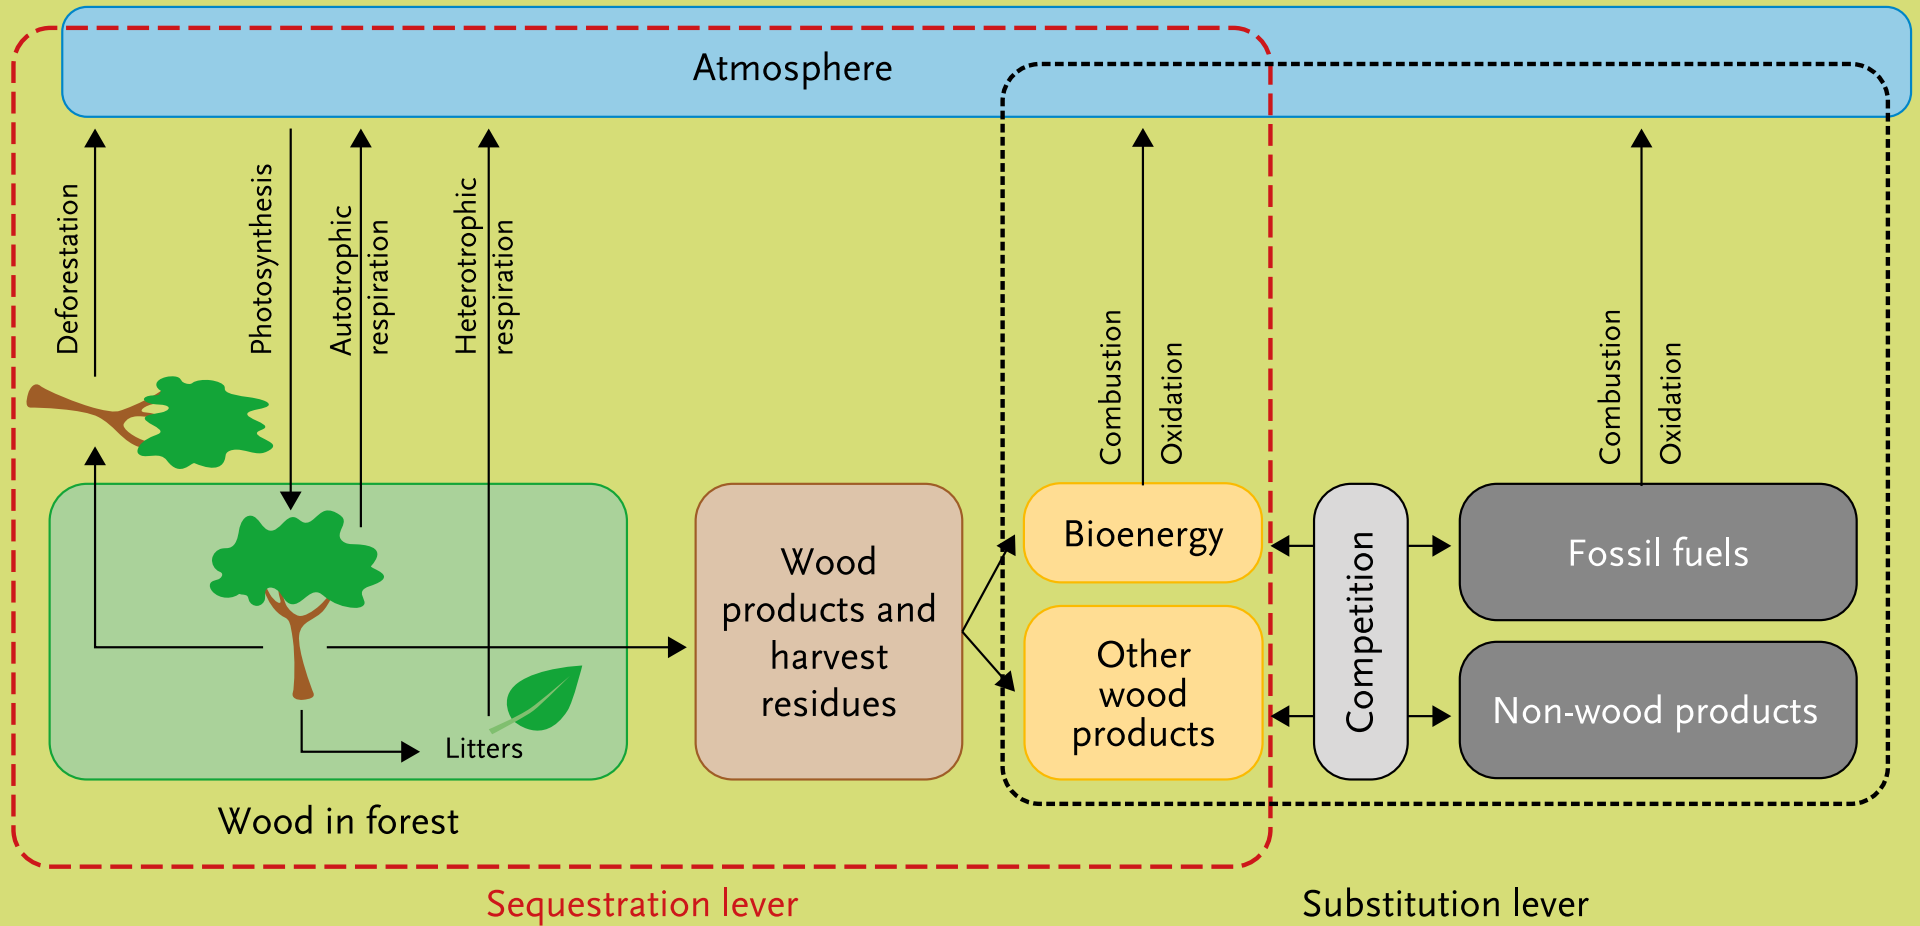 Atmosphere
Deforestation
Photosynthesis
Autotrophic
respiration
Heterotrophic
respiration
Combustion
Oxidation
Combustion
Oxidation
Wood
products and
harvest
residues
Bioenergy
Other
wood
products
Competition
Fossil fuels
Non-wood products
Litters
Wood in forest
Sequestration lever
Substitution lever